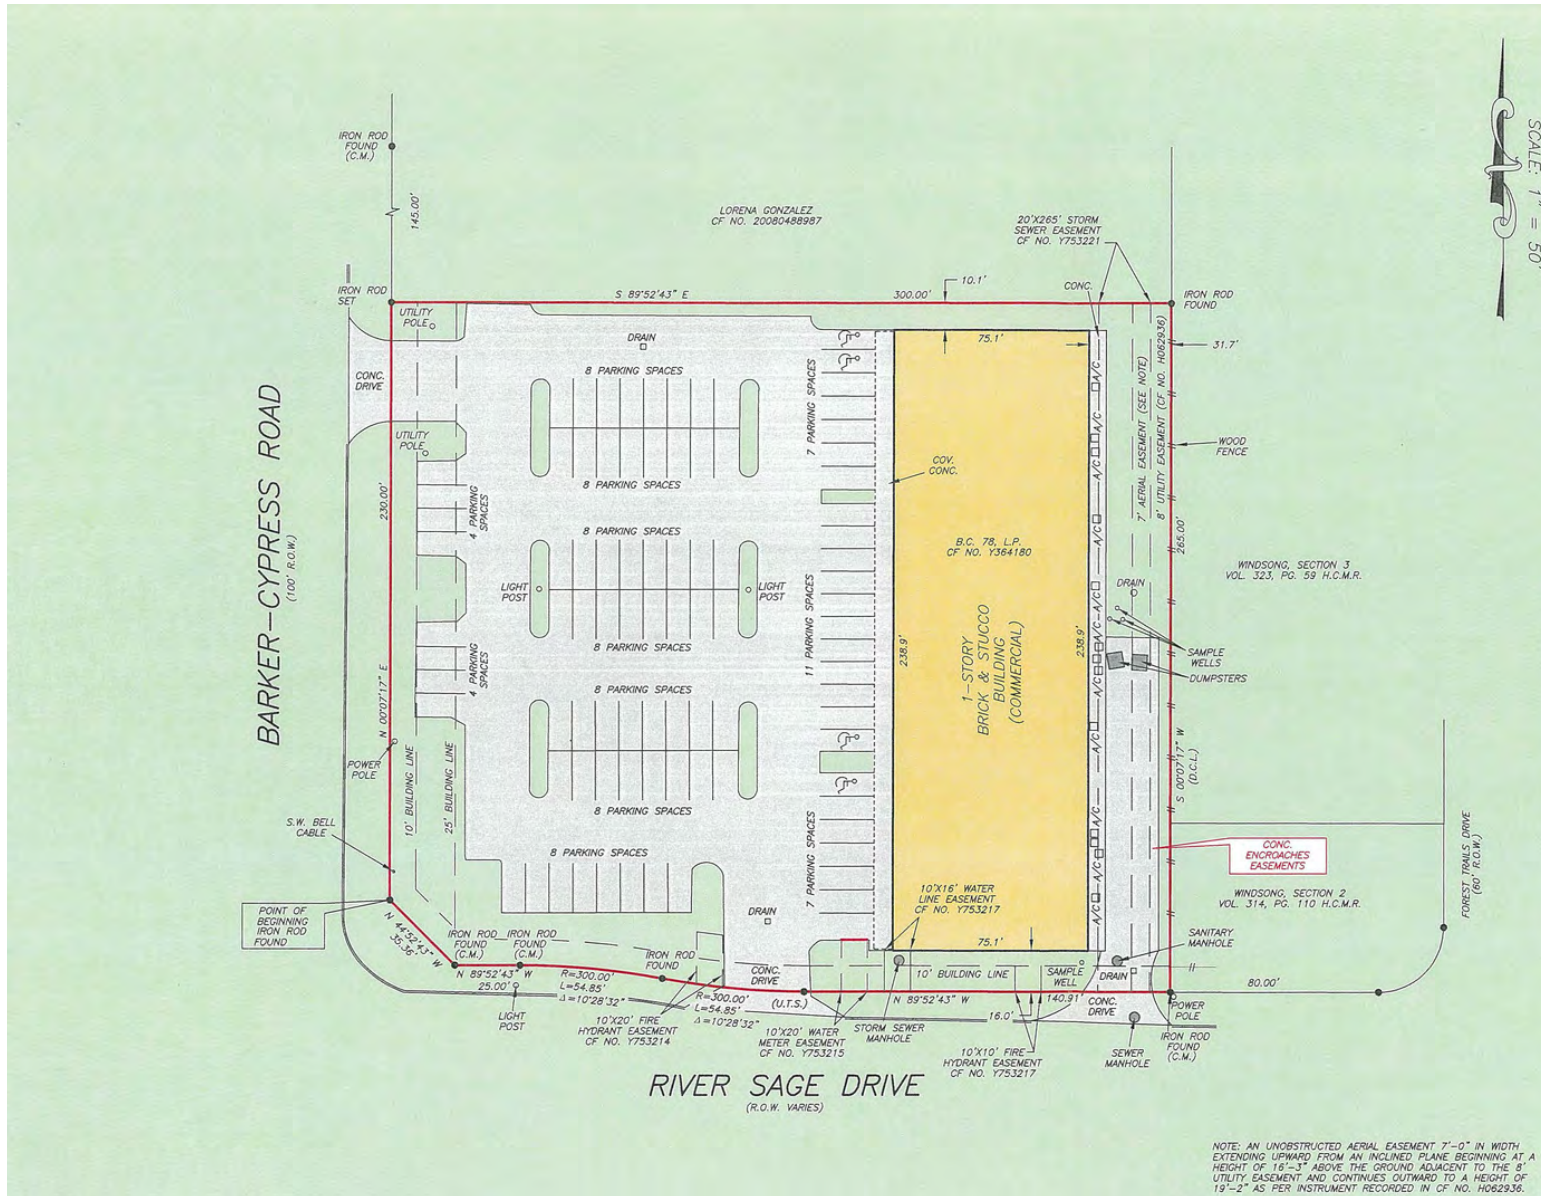 SCALE: 1" = 50'
IRON ROD
FOUND
(C.M.)
145.00'
LORENA GONZALEZ
CF NO. 20080488987
20'X265' STORM
SEWER EASEMENT
CF NO. Y753221
IRON ROD
SET
S 89°52'43" E
300.00'
10.1'
CONC.
IRON ROD
FOUND
UTILITY
POLE
DRAIN
75.1'
31.7'
CONC.
DRIVE
8 PARKING SPACES
7 PARKING SPACES
A/C
A/C
A/C
A/C
A/C
A/C
A/C
A/C
A/C
A/C
7' AERIAL EASEMENT (SEE NOTE)
8' UTILITY EASEMENT (CF NO. H062936)
BARKER-CYPRESS ROAD
(100' R.O.W.)
UTILITY
POLE
WOOD
FENCE
COV.
CONC.
8 PARKING SPACES
230.00'
4 PARKING
SPACES
8 PARKING SPACES
B.C. 78, L.P.
CF NO. Y364180
265.00'
WINDSONG, SECTION 3
VOL. 323, PG. 59 H.C.M.R.
LIGHT
POST
LIGHT
POST
DRAIN
11 PARKING SPACES
238.9'
1-STORY
BRICK & STUCCO
BUILDING
(COMMERCIAL)
238.9'
8 PARKING SPACES
4 PARKING
SPACES
SAMPLE
WELLS
DUMPSTERS
N 00°07'17" E
8 PARKING SPACES
POWER
POLE
10' BUILDING LINE
25' BUILDING LINE
S 00°07'17" W
(D.C.L.)
8 PARKING SPACES
S.W. BELL
CABLE
8 PARKING SPACES
7 PARKING SPACES
CONC.
ENCROACHES
EASEMENTS
FOREST TRAILS DRIVE
(60' R.O.W.)
10'X16' WATER
LINE EASEMENT
CF NO. Y753217
WINDSONG, SECTION 2
VOL. 314, PG. 110 H.C.M.R.
POINT OF
BEGINNING
IRON ROD
FOUND
N 44°52'43" W
35.36'
DRAIN
IRON ROD
FOUND
(C.M.)
IRON ROD
FOUND
(C.M.)
75.1'
SANITARY
MANHOLE
IRON ROD
FOUND
CONC.
DRIVE
10' BUILDING LINE
SAMPLE
WELL
DRAIN
N 89°52'43" W
25.00'
R=300.00'
L=54.85'
Δ=10°28'32"
R=300.00'
L=54.85'
Δ=10°28'32"
(U.T.S.)
N 89°52'43" W
140.91'
16.0'
CONC.
DRIVE
80.00'
POWER
POLE
LIGHT
POST
10'X20' FIRE
HYDRANT EASEMENT
CF NO. Y753214
10'X20' WATER
METER EASEMENT
CF NO. Y753215
STORM SEWER
MANHOLE
10'X10' FIRE
HYDRANT EASEMENT
CF NO. Y753217
SEWER
MANHOLE
IRON ROD
FOUND
(C.M.)
RIVER SAGE DRIVE
(R.O.W. VARIES)
NOTE: AN UNOBSTRUCTED AERIAL EASEMENT 7'-0" IN WIDTH
EXTENDING UPWARD FROM AN INCLINED PLANE BEGINNING AT A
HEIGHT OF 16'-3" ABOVE THE GROUND ADJACENT TO THE 8'
UTILITY EASEMENT AND CONTINUES OUTWARD TO A HEIGHT OF
19'-2" AS PER INSTRUMENT RECORDED IN CF NO. H062936.